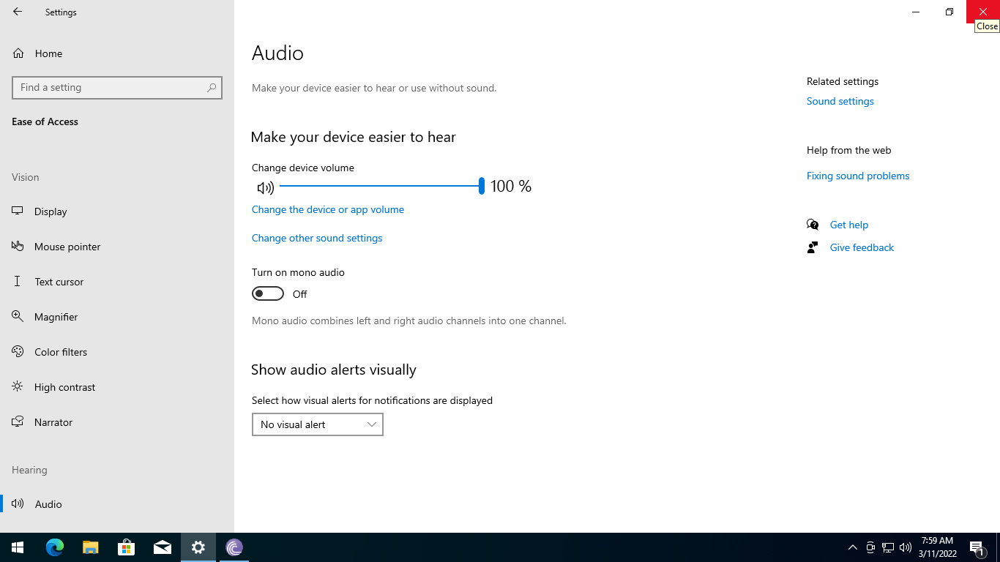 Settings
Close
Home
Find a setting
Ease of Access
Vision
Display
Mouse pointer
Text cursor
Magnifier
Color filters
High contrast
Narrator
Hearing
Audio
Audio
Make your device easier to hear or use without sound.
Make your device easier to hear
Change device volume
100 %
Change the device or app volume
Change other sound settings
Turn on mono audio
Off
Mono audio combines left and right audio channels into one channel.
Show audio alerts visually
Select how visual alerts for notifications are displayed
No visual alert
Related settings
Sound settings
Help from the web
Fixing sound problems
Get help
Give feedback
7:59 AM
3/11/2022
1